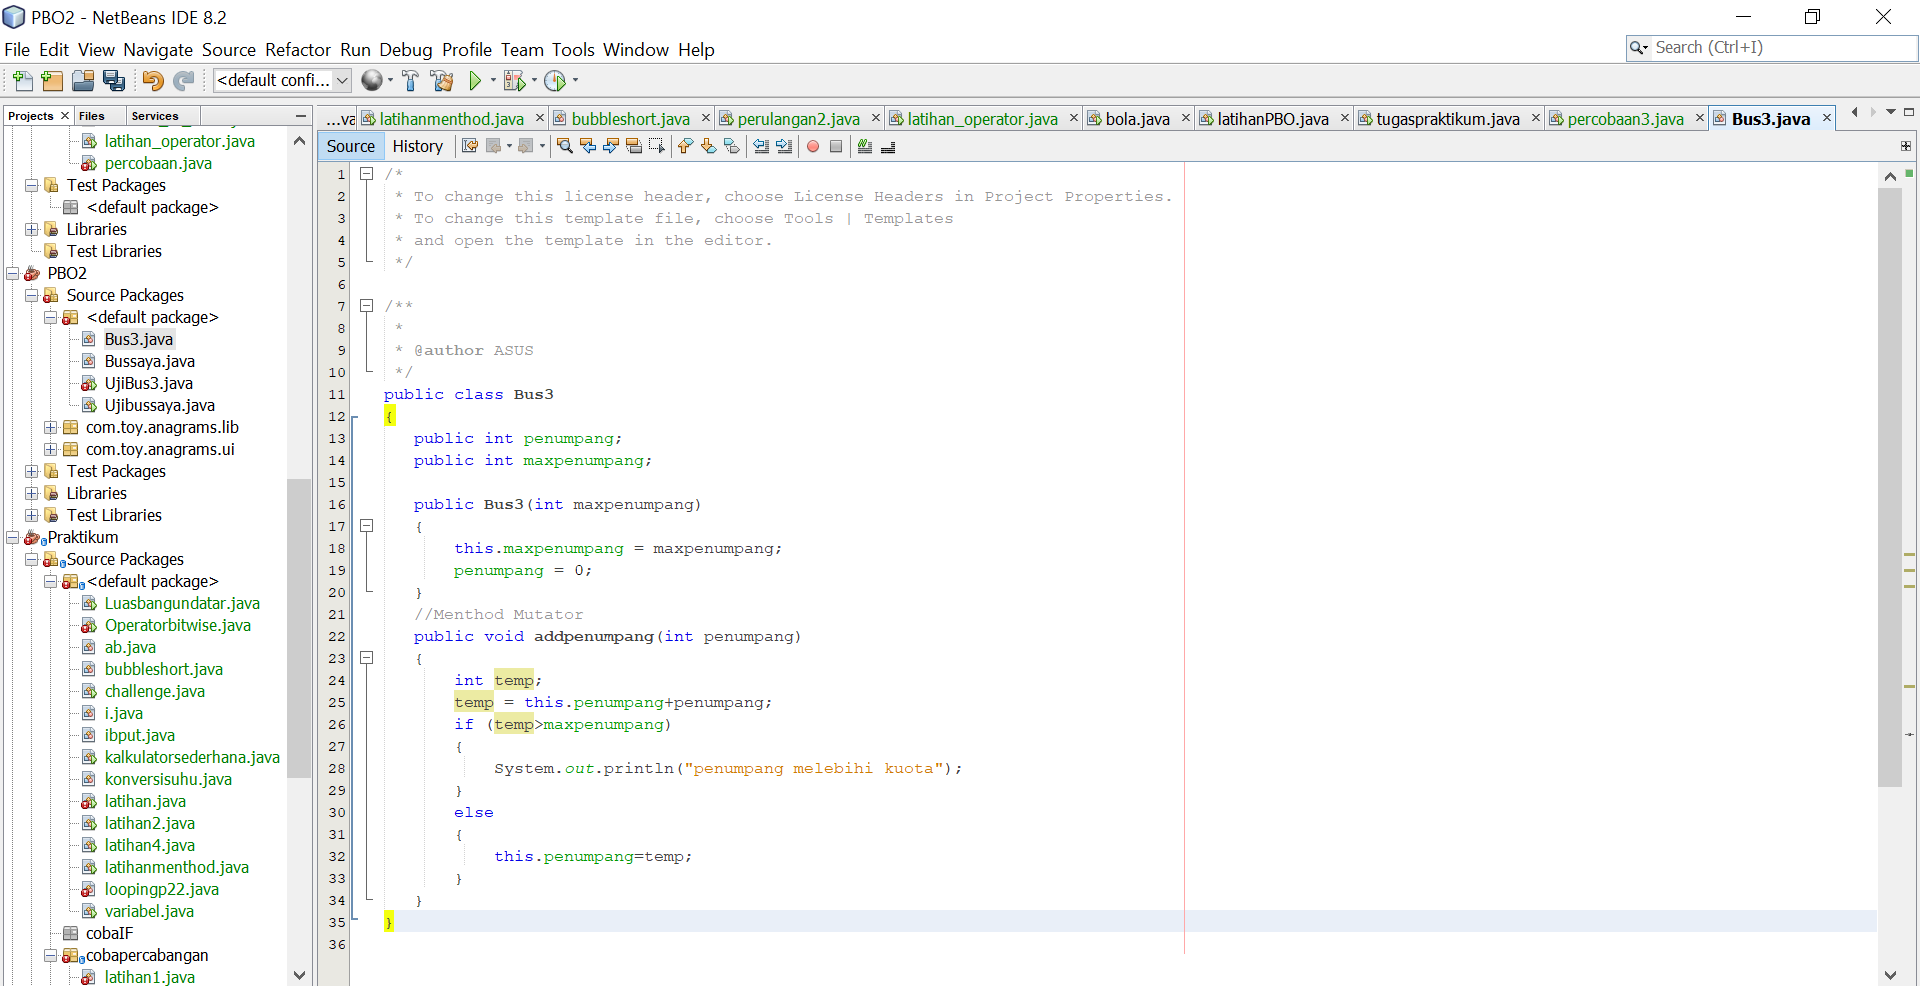 PBO2 - NetBeans IDE 8.2
File Edit View Navigate Source Refactor Run Debug Profile Team Tools Window Help
Search (Ctrl+I)
<default confi...
Projects Files Services
latihan_operator.java
percobaan.java
Test Packages
<default package>
Libraries
Test Libraries
PBO2
Source Packages
<default package>
Bus3.java
Bussaya.java
UjiBus3.java
Ujibussaya.java
com.toy.anagrams.lib
com.toy.anagrams.ui
Test Packages
Libraries
Test Libraries
Praktikum
Source Packages
<default package>
Luasbangundatar.java
Operatorbitwise.java
ab.java
bubbleshort.java
challenge.java
i.java
ibput.java
kalkulatorsederhana.java
konversisuhu.java
latihan.java
latihan2.java
latihan4.java
latihanmenthod.java
loopingp22.java
variabel.java
cobaIF
cobapercabangan
latihan1.java
...va latihanmenthod.java bubbleshort.java perulangan2.java latihan_operator.java bola.java latihanPBO.java tugaspraktikum.java percobaan3.java Bus3.java
Source History
1 /*
2 * To change this license header, choose License Headers in Project Properties.
3 * To change this template file, choose Tools | Templates
4 * and open the template in the editor.
5 */
6
7 /**
8 *
9 * @author ASUS
10 */
11 public class Bus3
12 {
13 public int penumpang;
14 public int maxpenumpang;
15
16 public Bus3(int maxpenumpang)
17 {
18 this.maxpenumpang = maxpenumpang;
19 penumpang = 0;
20 }
21 //Menthod Mutator
22 public void addpenumpang(int penumpang)
23 {
24 int temp;
25 temp = this.penumpang+penumpang;
26 if (temp>maxpenumpang)
27 {
28 System.out.println("penumpang melebihi kuota");
29 }
30 else
31 {
32 this.penumpang=temp;
33 }
34 }
35 }
36